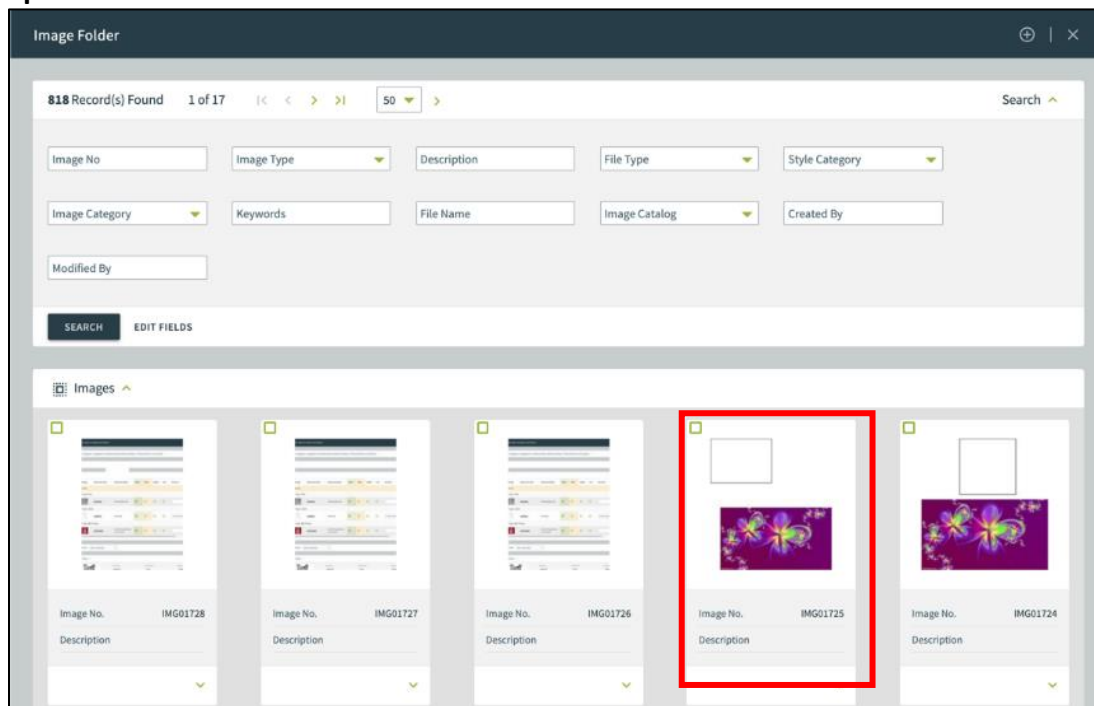 Image Folder
818 Record(s) Found 1 of 17 50 Search
Image No Image Type Description File Type Style Category
Image Category Keywords File Name Image Catalog Created By
Modified By
SEARCH EDIT FIELDS
Images
Image No. IMG01728 Image No. IMG01727 Image No. IMG01726 Image No. IMG01725 Image No. IMG01724
Description Description Description Description Description